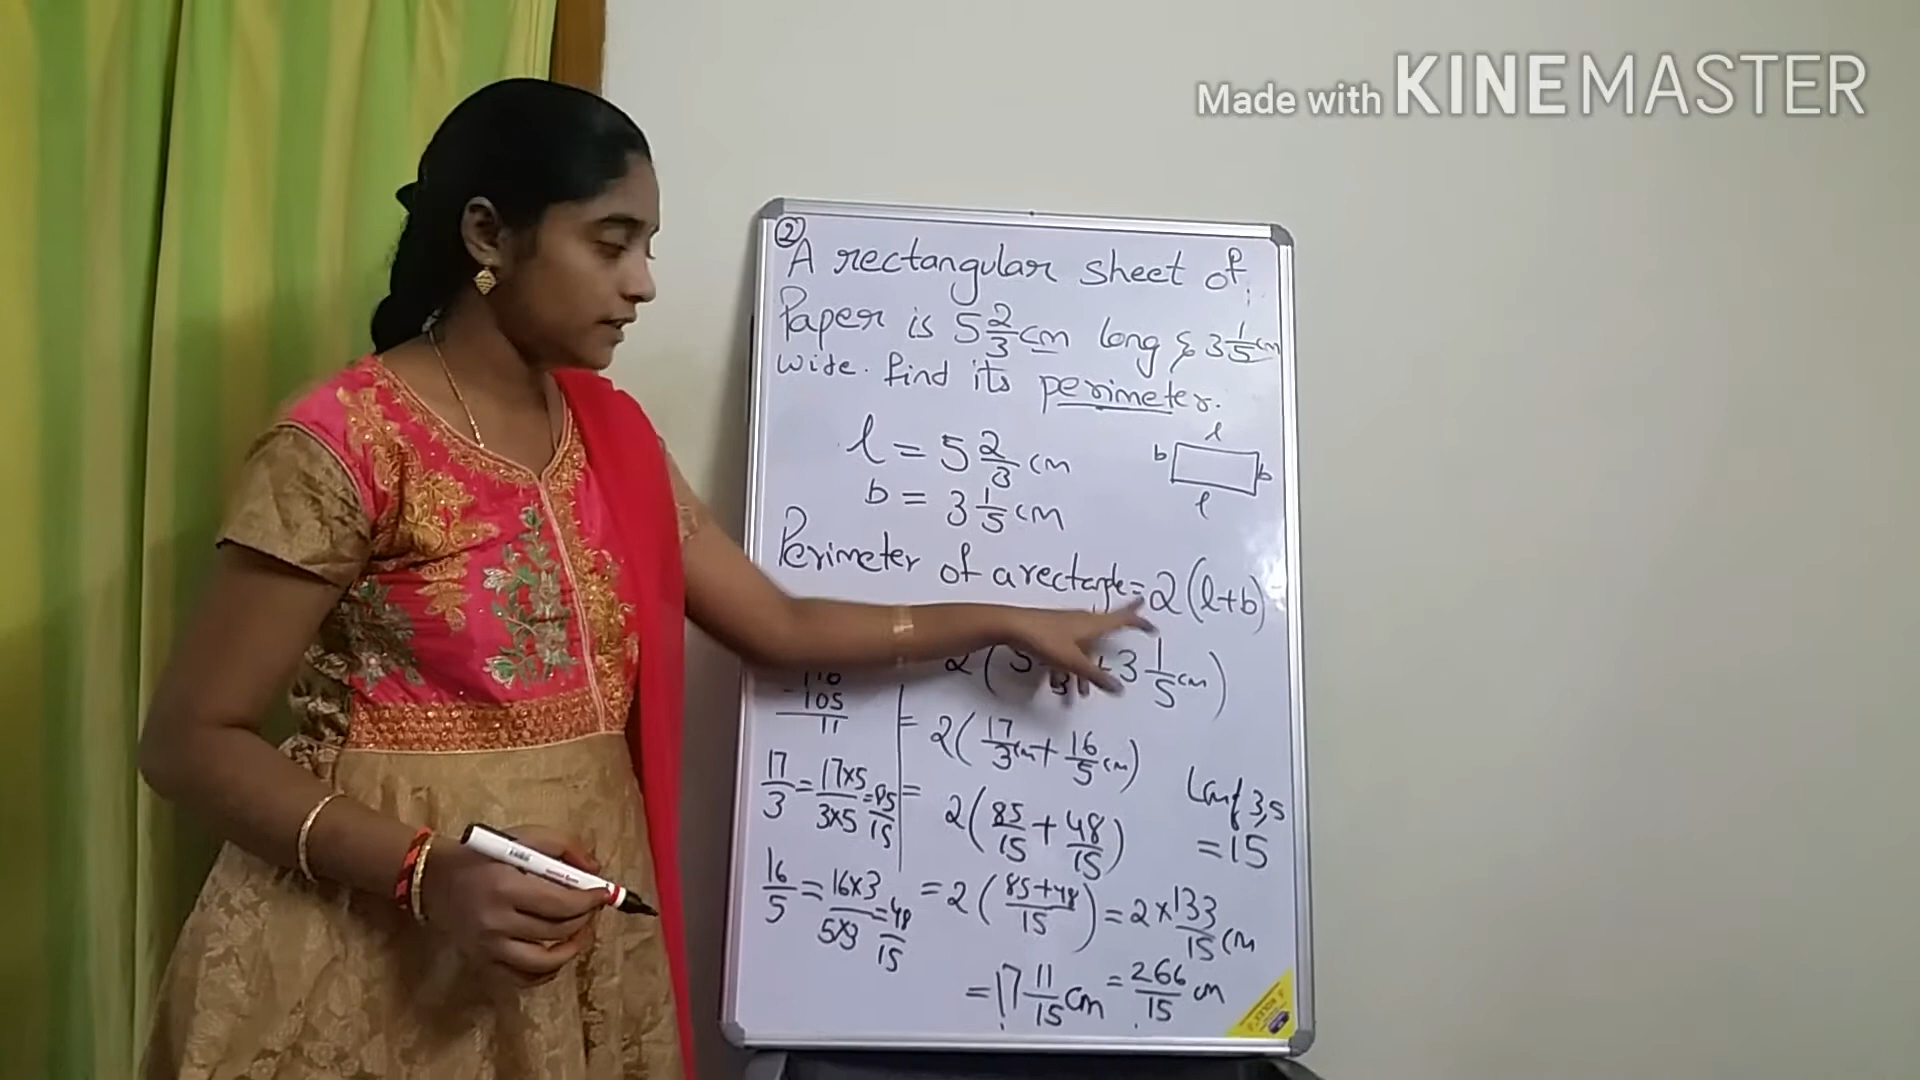 Made with KINEMASTER
②
A rectangular sheet of
Paper is 5 2/3 cm long & 3 1/5 cm
wide. find its perimeter.
l = 5 2/3 cm
b = 3 1/5 cm
l
b b
l
Perimeter of a rectangle = 2(l+b)
2( 5 + 3 1/5 cm)
-105
11
= 2(17/3 cm + 16/5 cm)
17/3 = 17×5/3×5 = 85/15
= 2(85/15 + 48/15)
Lcm of 3,5
= 15
16/5 = 16×3/5×3 = 48/15
= 2(85+48/15) = 2×133/15 cm
= 17 11/15 cm = 266/15 cm